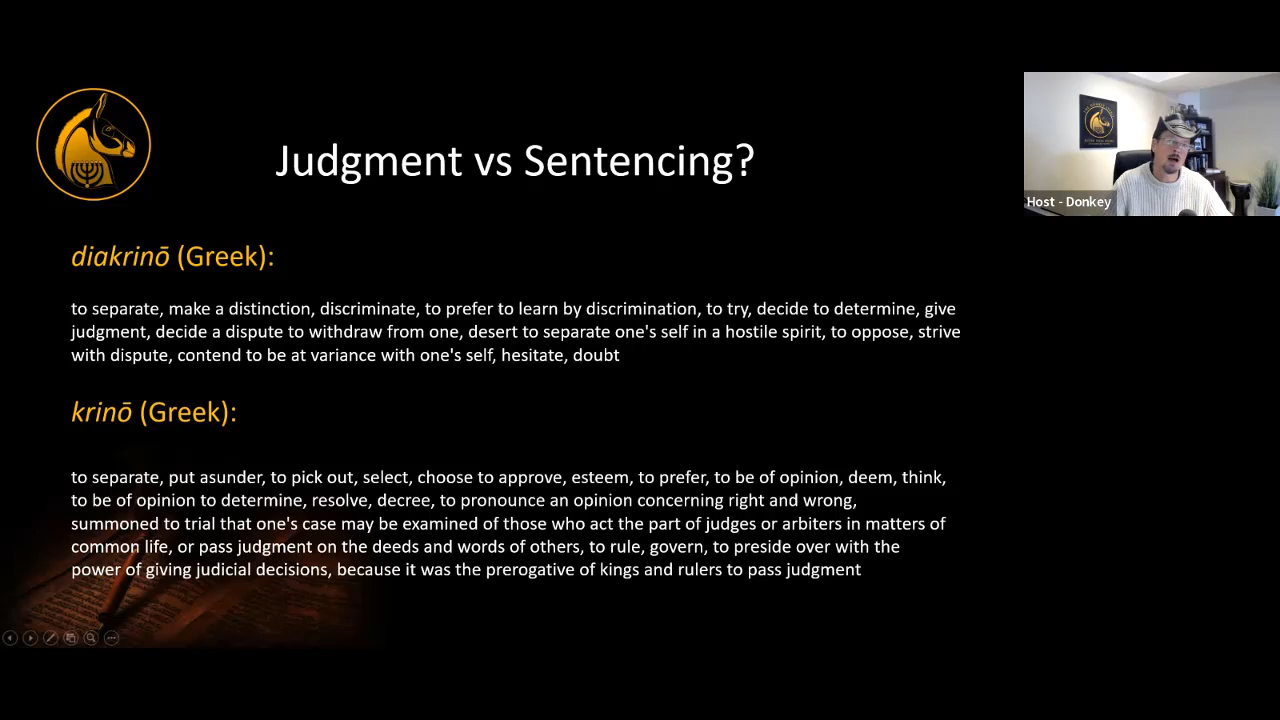 Judgment vs Sentencing?
Host - Donkey
diakrinō (Greek):
to separate, make a distinction, discriminate, to prefer to learn by discrimination, to try, decide to determine, give
judgment, decide a dispute to withdraw from one, desert to separate one's self in a hostile spirit, to oppose, strive
with dispute, contend to be at variance with one's self, hesitate, doubt
krinō (Greek):
to separate, put asunder, to pick out, select, choose to approve, esteem, to prefer, to be of opinion, deem, think,
to be of opinion to determine, resolve, decree, to pronounce an opinion concerning right and wrong,
summoned to trial that one's case may be examined of those who act the part of judges or arbiters in matters of
common life, or pass judgment on the deeds and words of others, to rule, govern, to preside over with the
power of giving judicial decisions, because it was the prerogative of kings and rulers to pass judgment